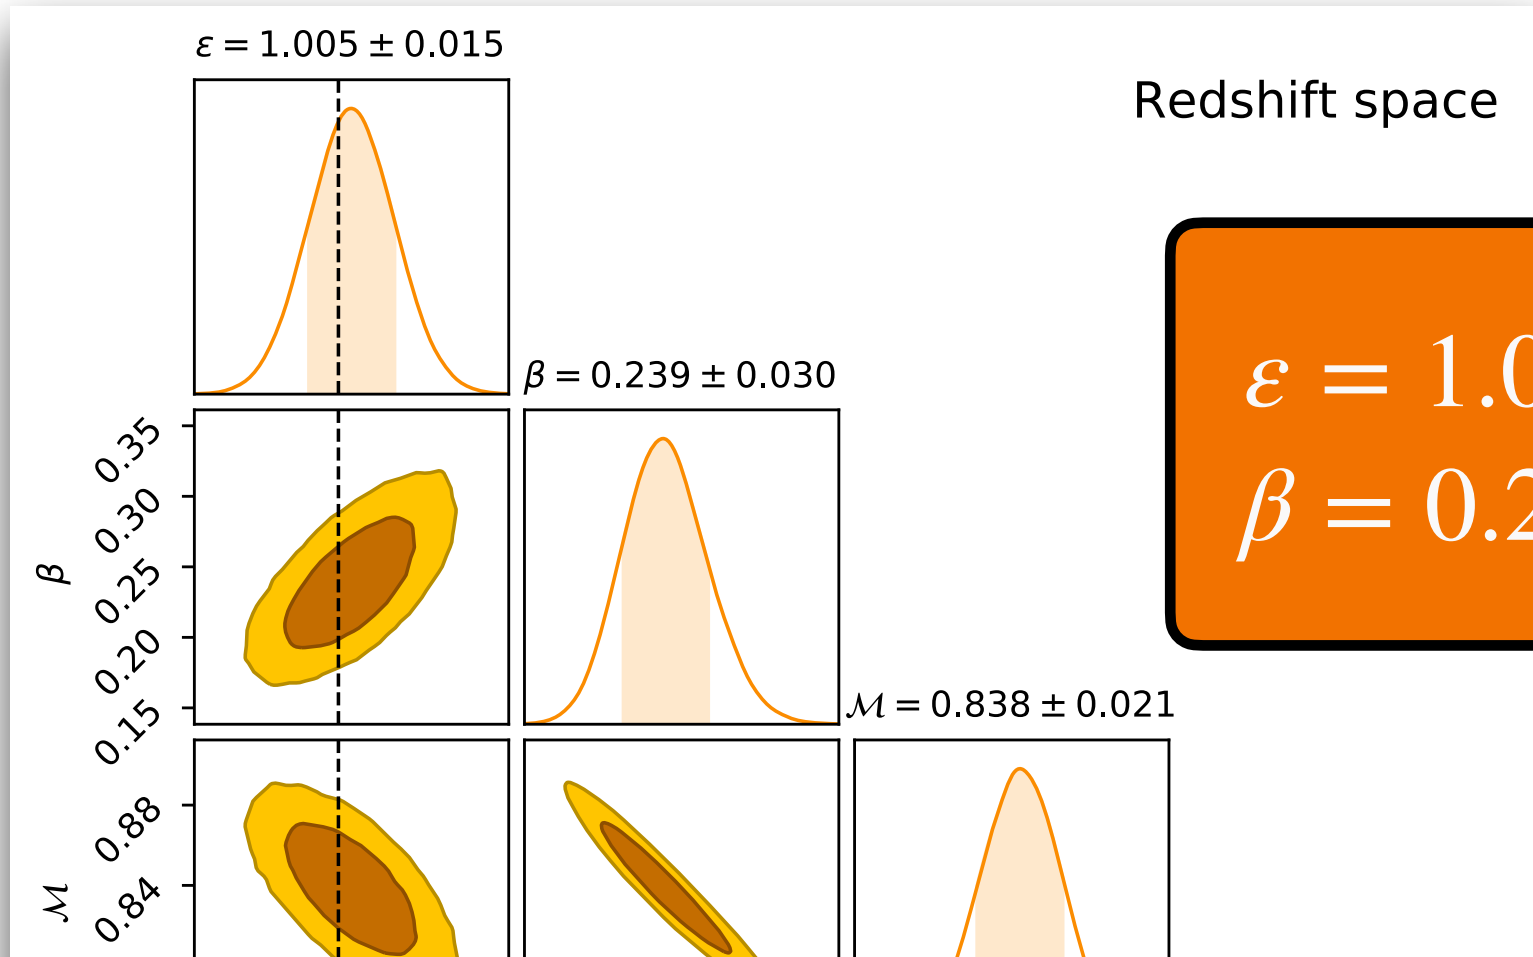 ε = 1.005 ± 0.015
Redshift space
β = 0.239 ± 0.030
ε = 1.0
β = 0.2
0.35
0.30
0.25
0.20
0.15
β
ℳ = 0.838 ± 0.021
0.88
0.84
ℳ